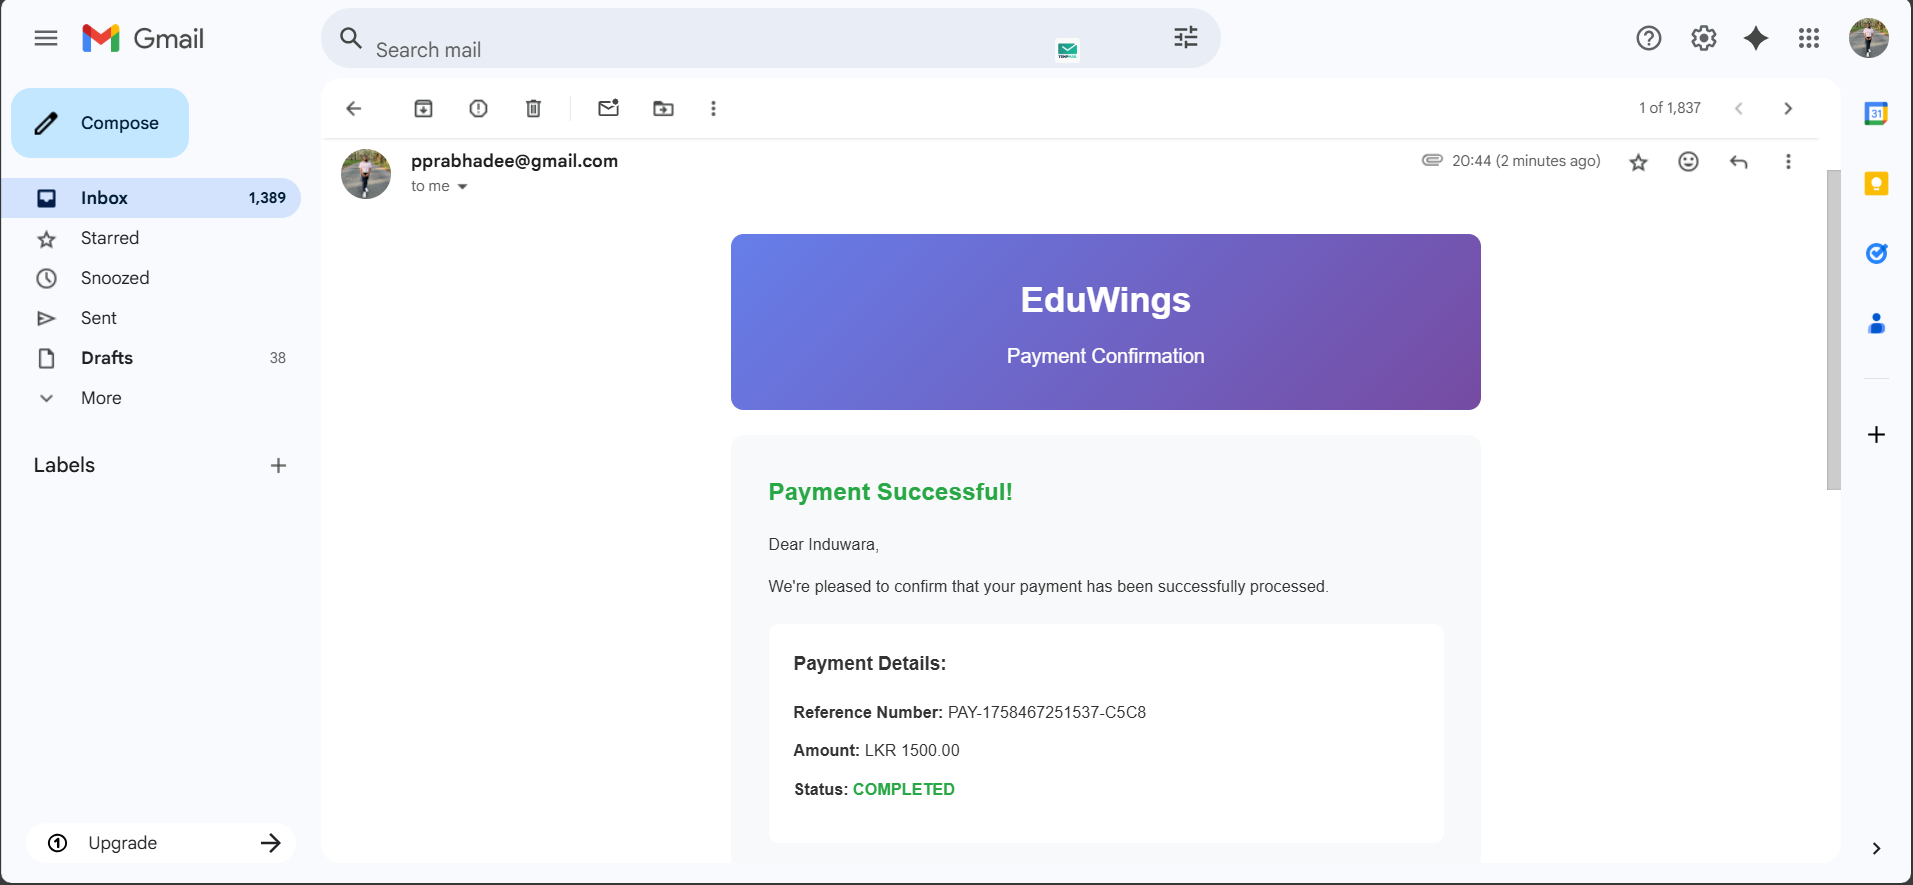 Gmail
Search mail
Compose
1 of 1,837
pprabhadee@gmail.com
20:44 (2 minutes ago)
to me
Inbox 1,389
Starred
Snoozed
Sent
Drafts 38
More
Labels
Upgrade
EduWings
Payment Confirmation
Payment Successful!
Dear Induwara,
We're pleased to confirm that your payment has been successfully processed.
Payment Details:
Reference Number: PAY-1758467251537-C5C8
Amount: LKR 1500.00
Status: COMPLETED
31